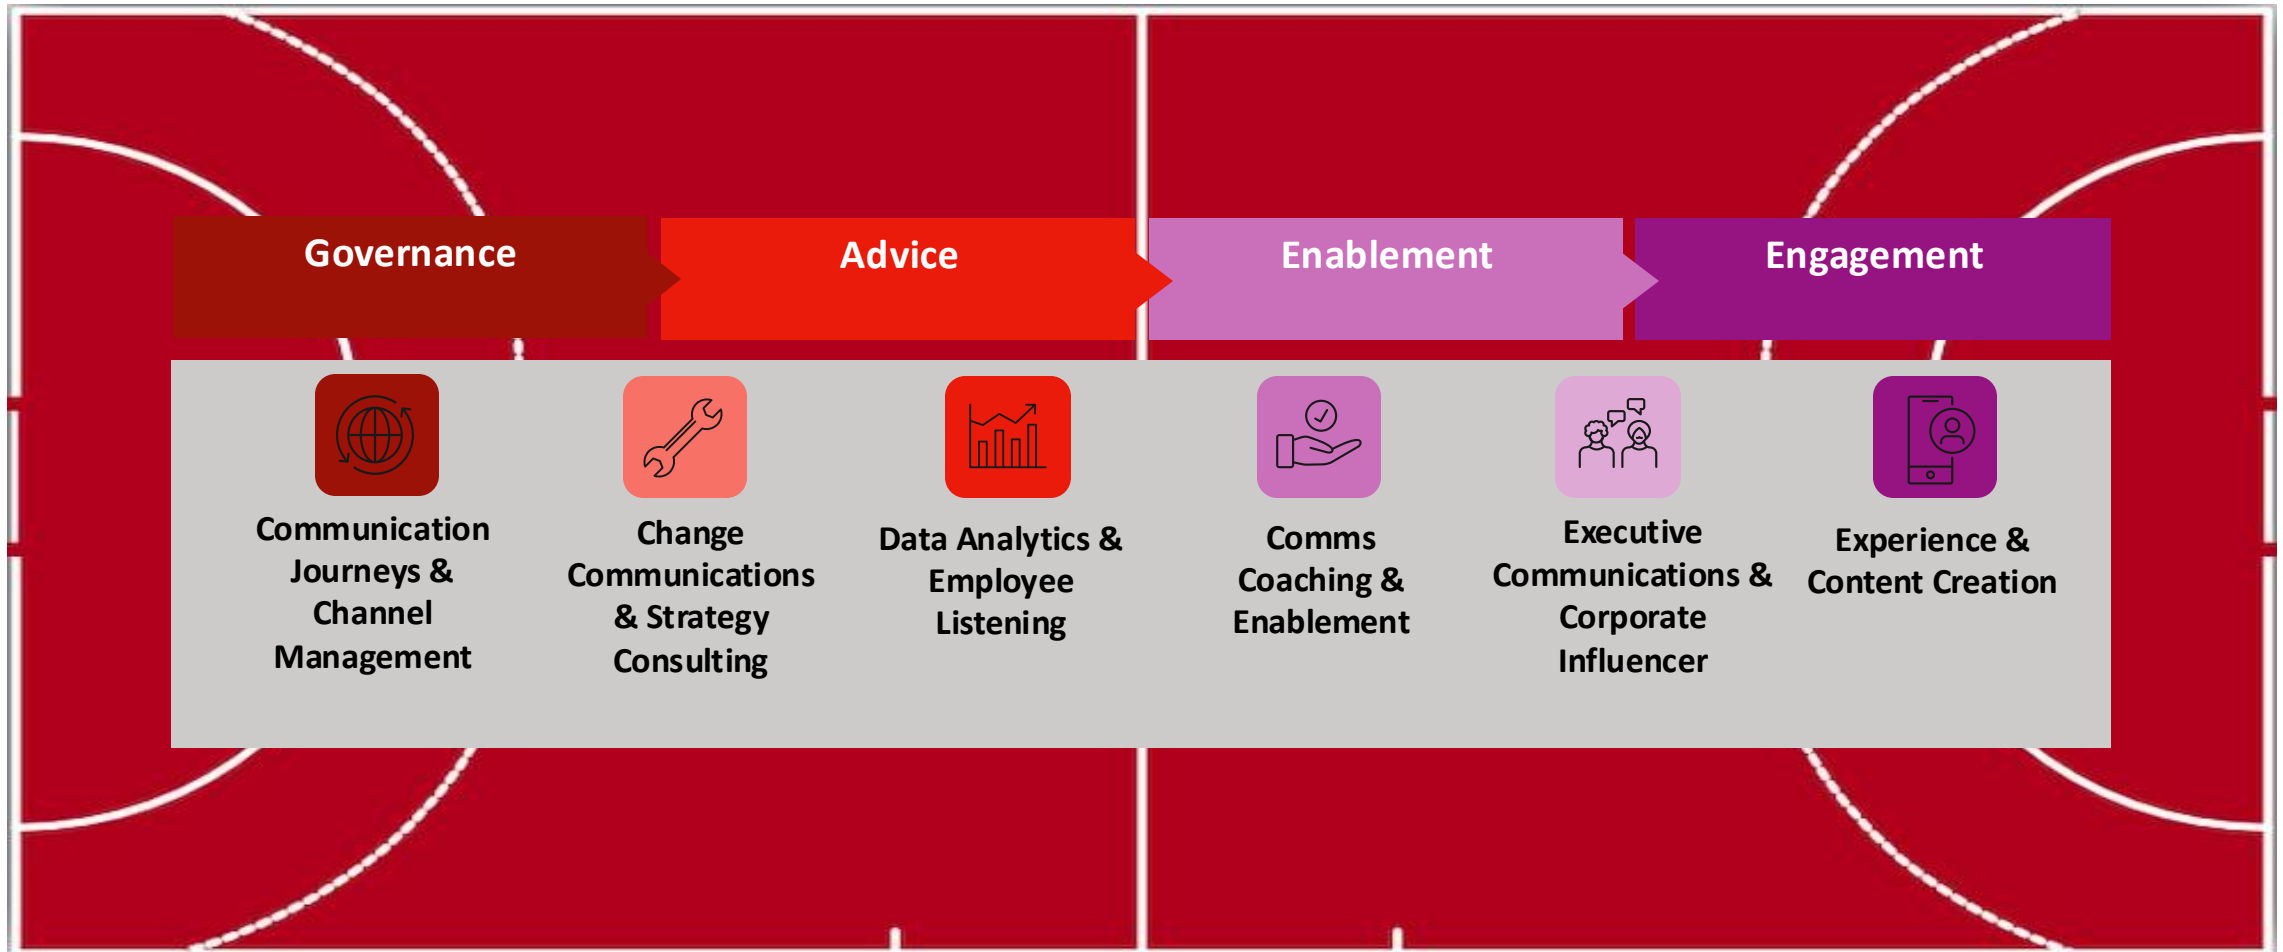 Governance
Advice
Enablement
Engagement
Communication
Journeys &
Channel
Management
Change
Communications
& Strategy
Consulting
Data Analytics &
Employee
Listening
Comms
Coaching &
Enablement
Executive
Communications &
Corporate
Influencer
Experience &
Content Creation